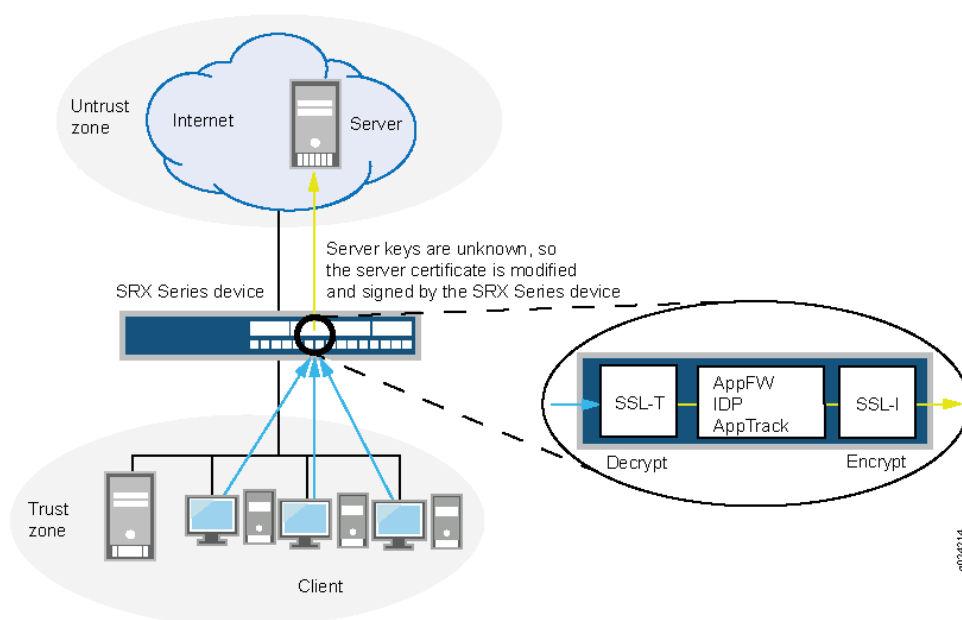 Untrust
zone
Internet
Server
Server keys are unknown, so
the server certificate is modified
and signed by the SRX Series device
SRX Series device
SSL-T
AppFW
IDP
AppTrack
SSL-I
Decrypt
Encrypt
Trust
zone
Client
g034214